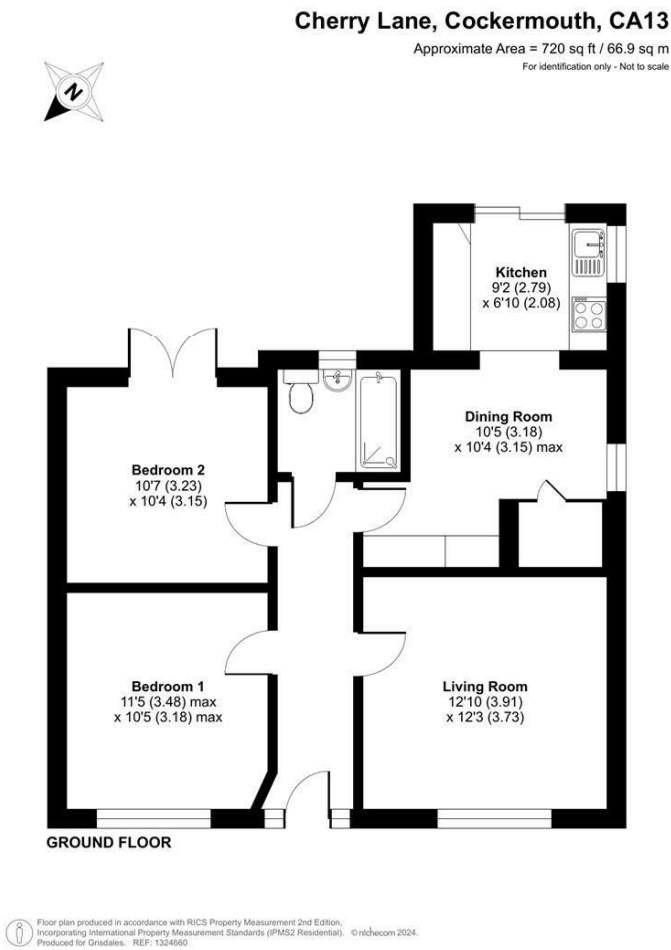 Cherry Lane, Cockermouth, CA13
Approximate Area = 720 sq ft / 66.9 sq m
For identification only - Not to scale
N
Kitchen
9'2 (2.79)
x 6'10 (2.08)
Dining Room
10'5 (3.18)
x 10'4 (3.15) max
Bedroom 2
10'7 (3.23)
x 10'4 (3.15)
Bedroom 1
11'5 (3.48) max
x 10'5 (3.18) max
Living Room
12'10 (3.91)
x 12'3 (3.73)
GROUND FLOOR
Floor plan produced in accordance with RICS Property Measurement 2nd Edition,
Incorporating International Property Measurement Standards (IPMS2 Residential). © nichecom 2024.
Produced for Grisdales. REF: 1324660